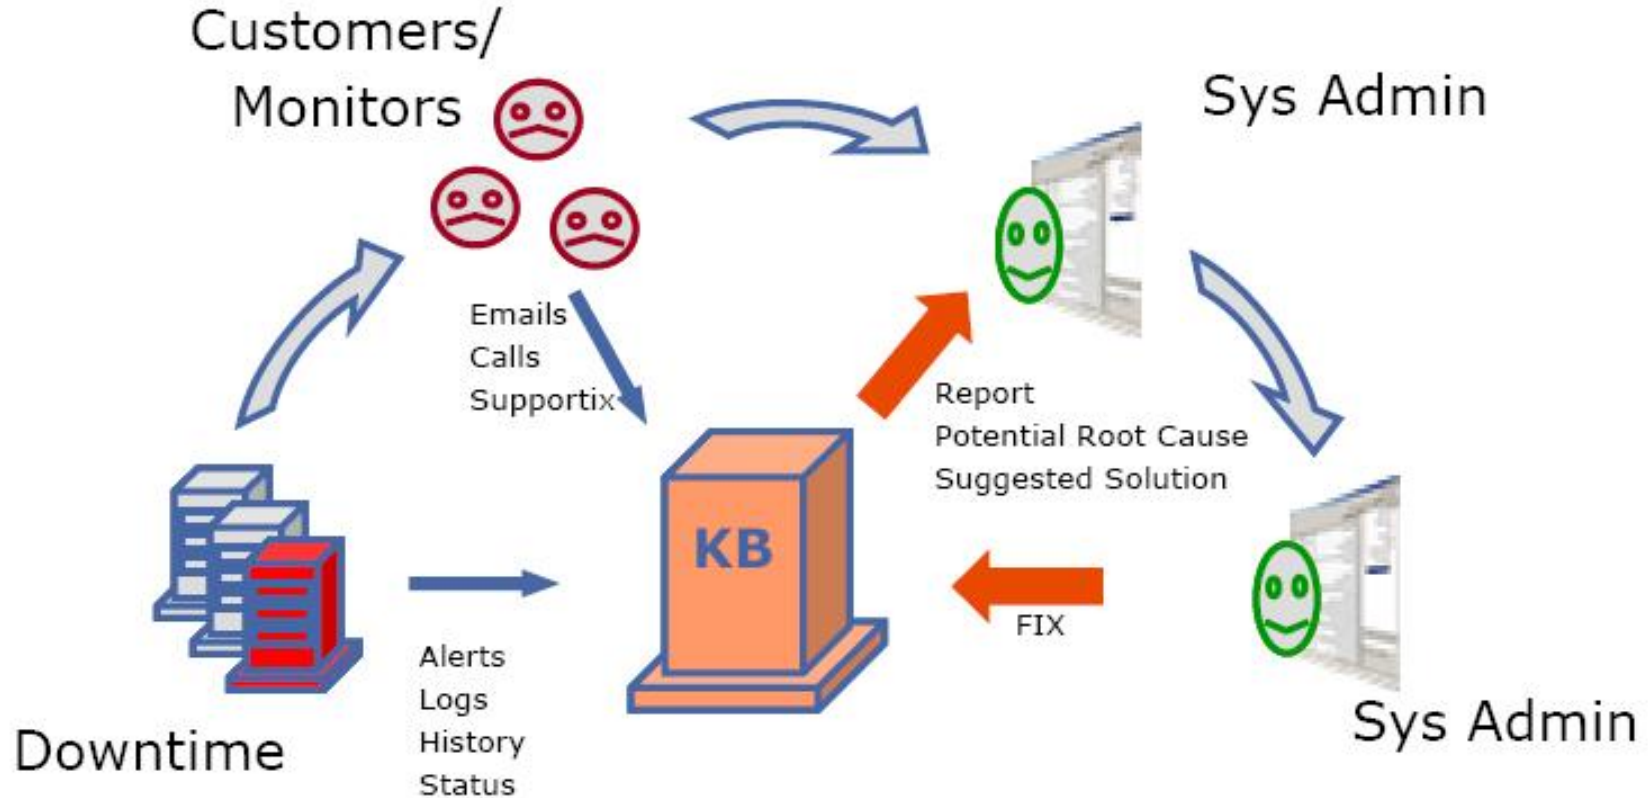 Customers/
Monitors
Sys Admin
Emails
Calls
Supportix
Report
Potential Root Cause
Suggested Solution
KB
FIX
Alerts
Logs
History
Status
Downtime
Sys Admin